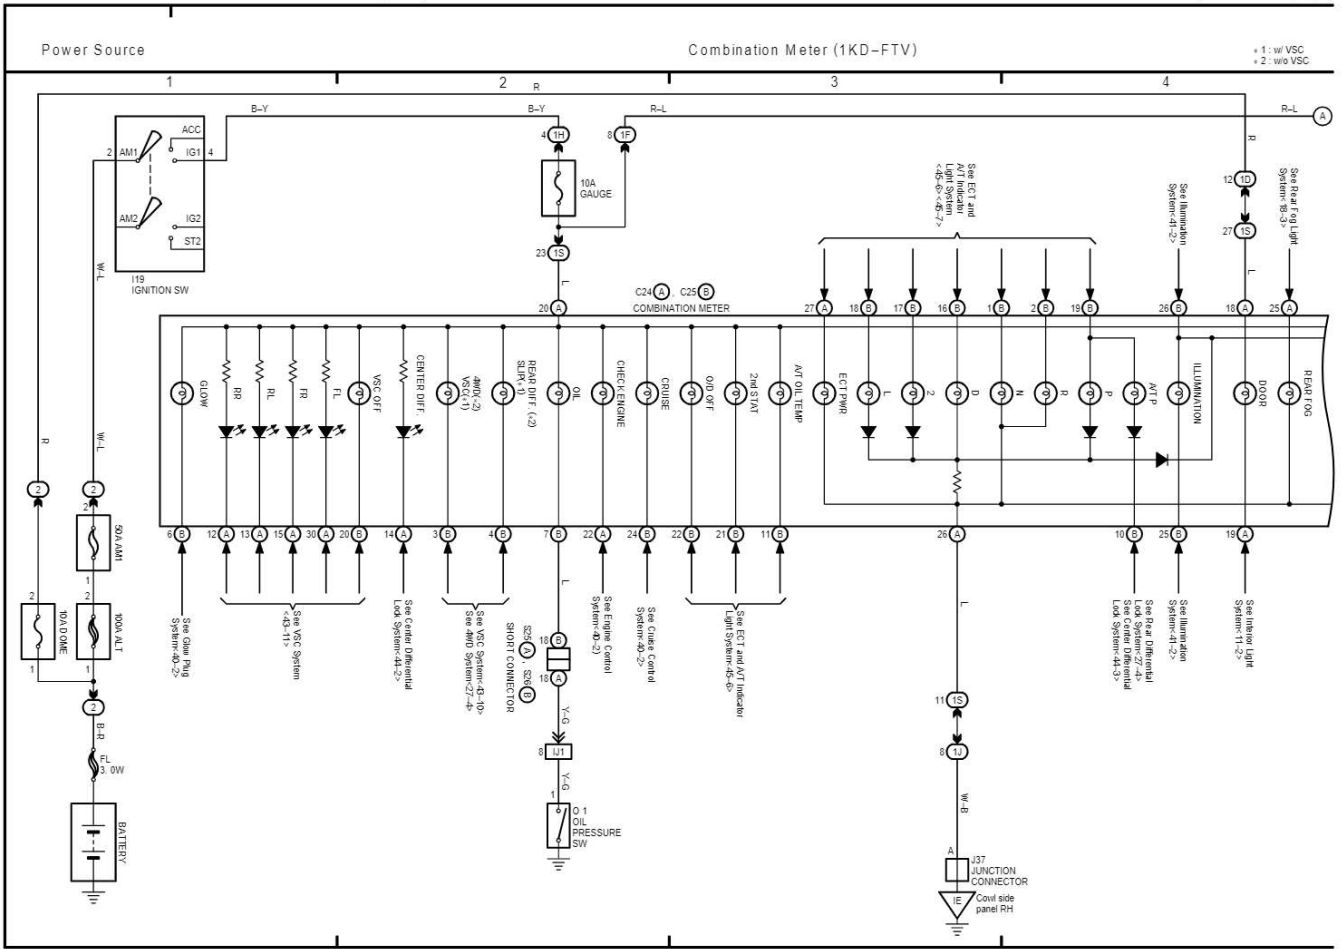 Power Source
Combination Meter (1KD–FTV)
∗ 1 : w/ VSC
∗ 2 : w/o VSC
1
2
3
4
R
B–Y
B–Y
R–L
R–L
A
ACC
2
AM1
IG1
4
AM2
IG2
ST2
I19
IGNITION SW
W–L
4
1H
8
1F
10A
GAUGE
23
1S
L
20
A
C24
A
, C25
B
COMBINATION METER
See ECT and
A/T Indicator
Light System
<45–6><45–7>
See Illumination
System<41–2>
R
12
1D
27
1S
L
See Rear Fog Light
System<18–3>
27
A
18
B
17
B
16
B
1
B
2
B
19
B
26
B
18
A
25
A
GLOW
RR
RL
FR
FL
VSC OFF
CENTER DIFF.
4WD(∗2)
VSC(∗1)
REAR DIFF. (∗2)
SLIP(∗1)
OIL
CHECK ENGINE
CRUISE
O/D OFF
2nd STAT
A/T OIL TEMP
ECT PWR
L
2
D
N
R
P
A/T P
ILLUMINATION
DOOR
REAR FOG
6
B
12
A
13
A
15
A
30
A
20
B
14
A
3
B
4
B
7
B
22
A
24
B
22
B
21
B
11
B
26
A
10
B
25
B
19
A
R
W–L
2
2
2
50A AM1
1
2
100A ALT
1
2
10A DOME
1
2
B–R
FL
3. 0W
BATTERY
See Glow Plug
System<40–2>
See VSC System
<43–11>
See Center Differential
Lock System<44–2>
See VSC System<43–10>
See 4WD System<27–4>
S25
A
, S26
B
SHORT CONNECTOR
L
18
B
18
A
Y–G
8
IJ1
Y–G
1
O 1
OIL
PRESSURE
SW
See Engine Control
System<40–2>
See Cruise Control
System<40–2>
See ECT and A/T Indicator
Light System<45–6>
L
11
1S
8
1J
W–B
A
J37
JUNCTION
CONNECTOR
IE
Cowl side
panel RH
See Rear Differential
Lock System<27–4>
See Center Differential
Lock System<44–3>
See Illumination
System<41–2>
See Interior Light
System<11–2>